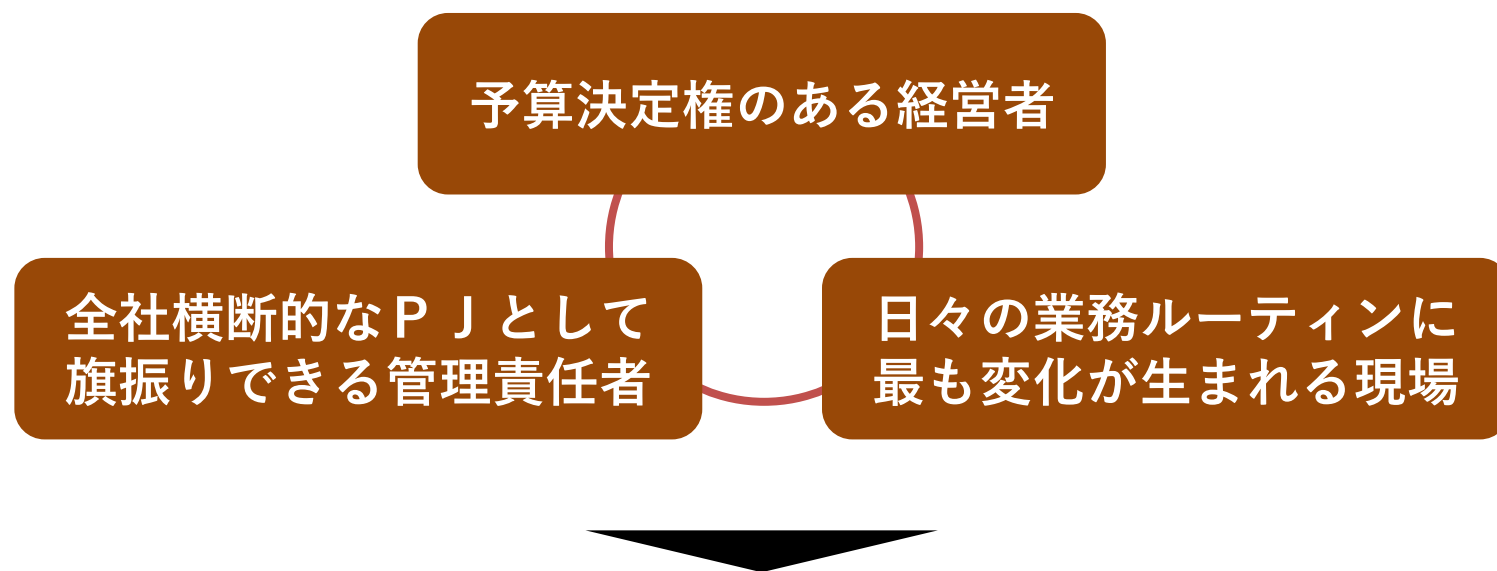 予算決定権のある経営者
全社横断的なＰＪとして
旗振りできる管理責任者
日々の業務ルーティンに
最も変化が生まれる現場